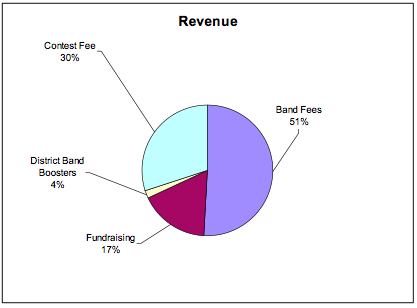 Revenue
Contest Fee
30%
Band Fees
51%
District Band
Boosters
4%
Fundraising
17%